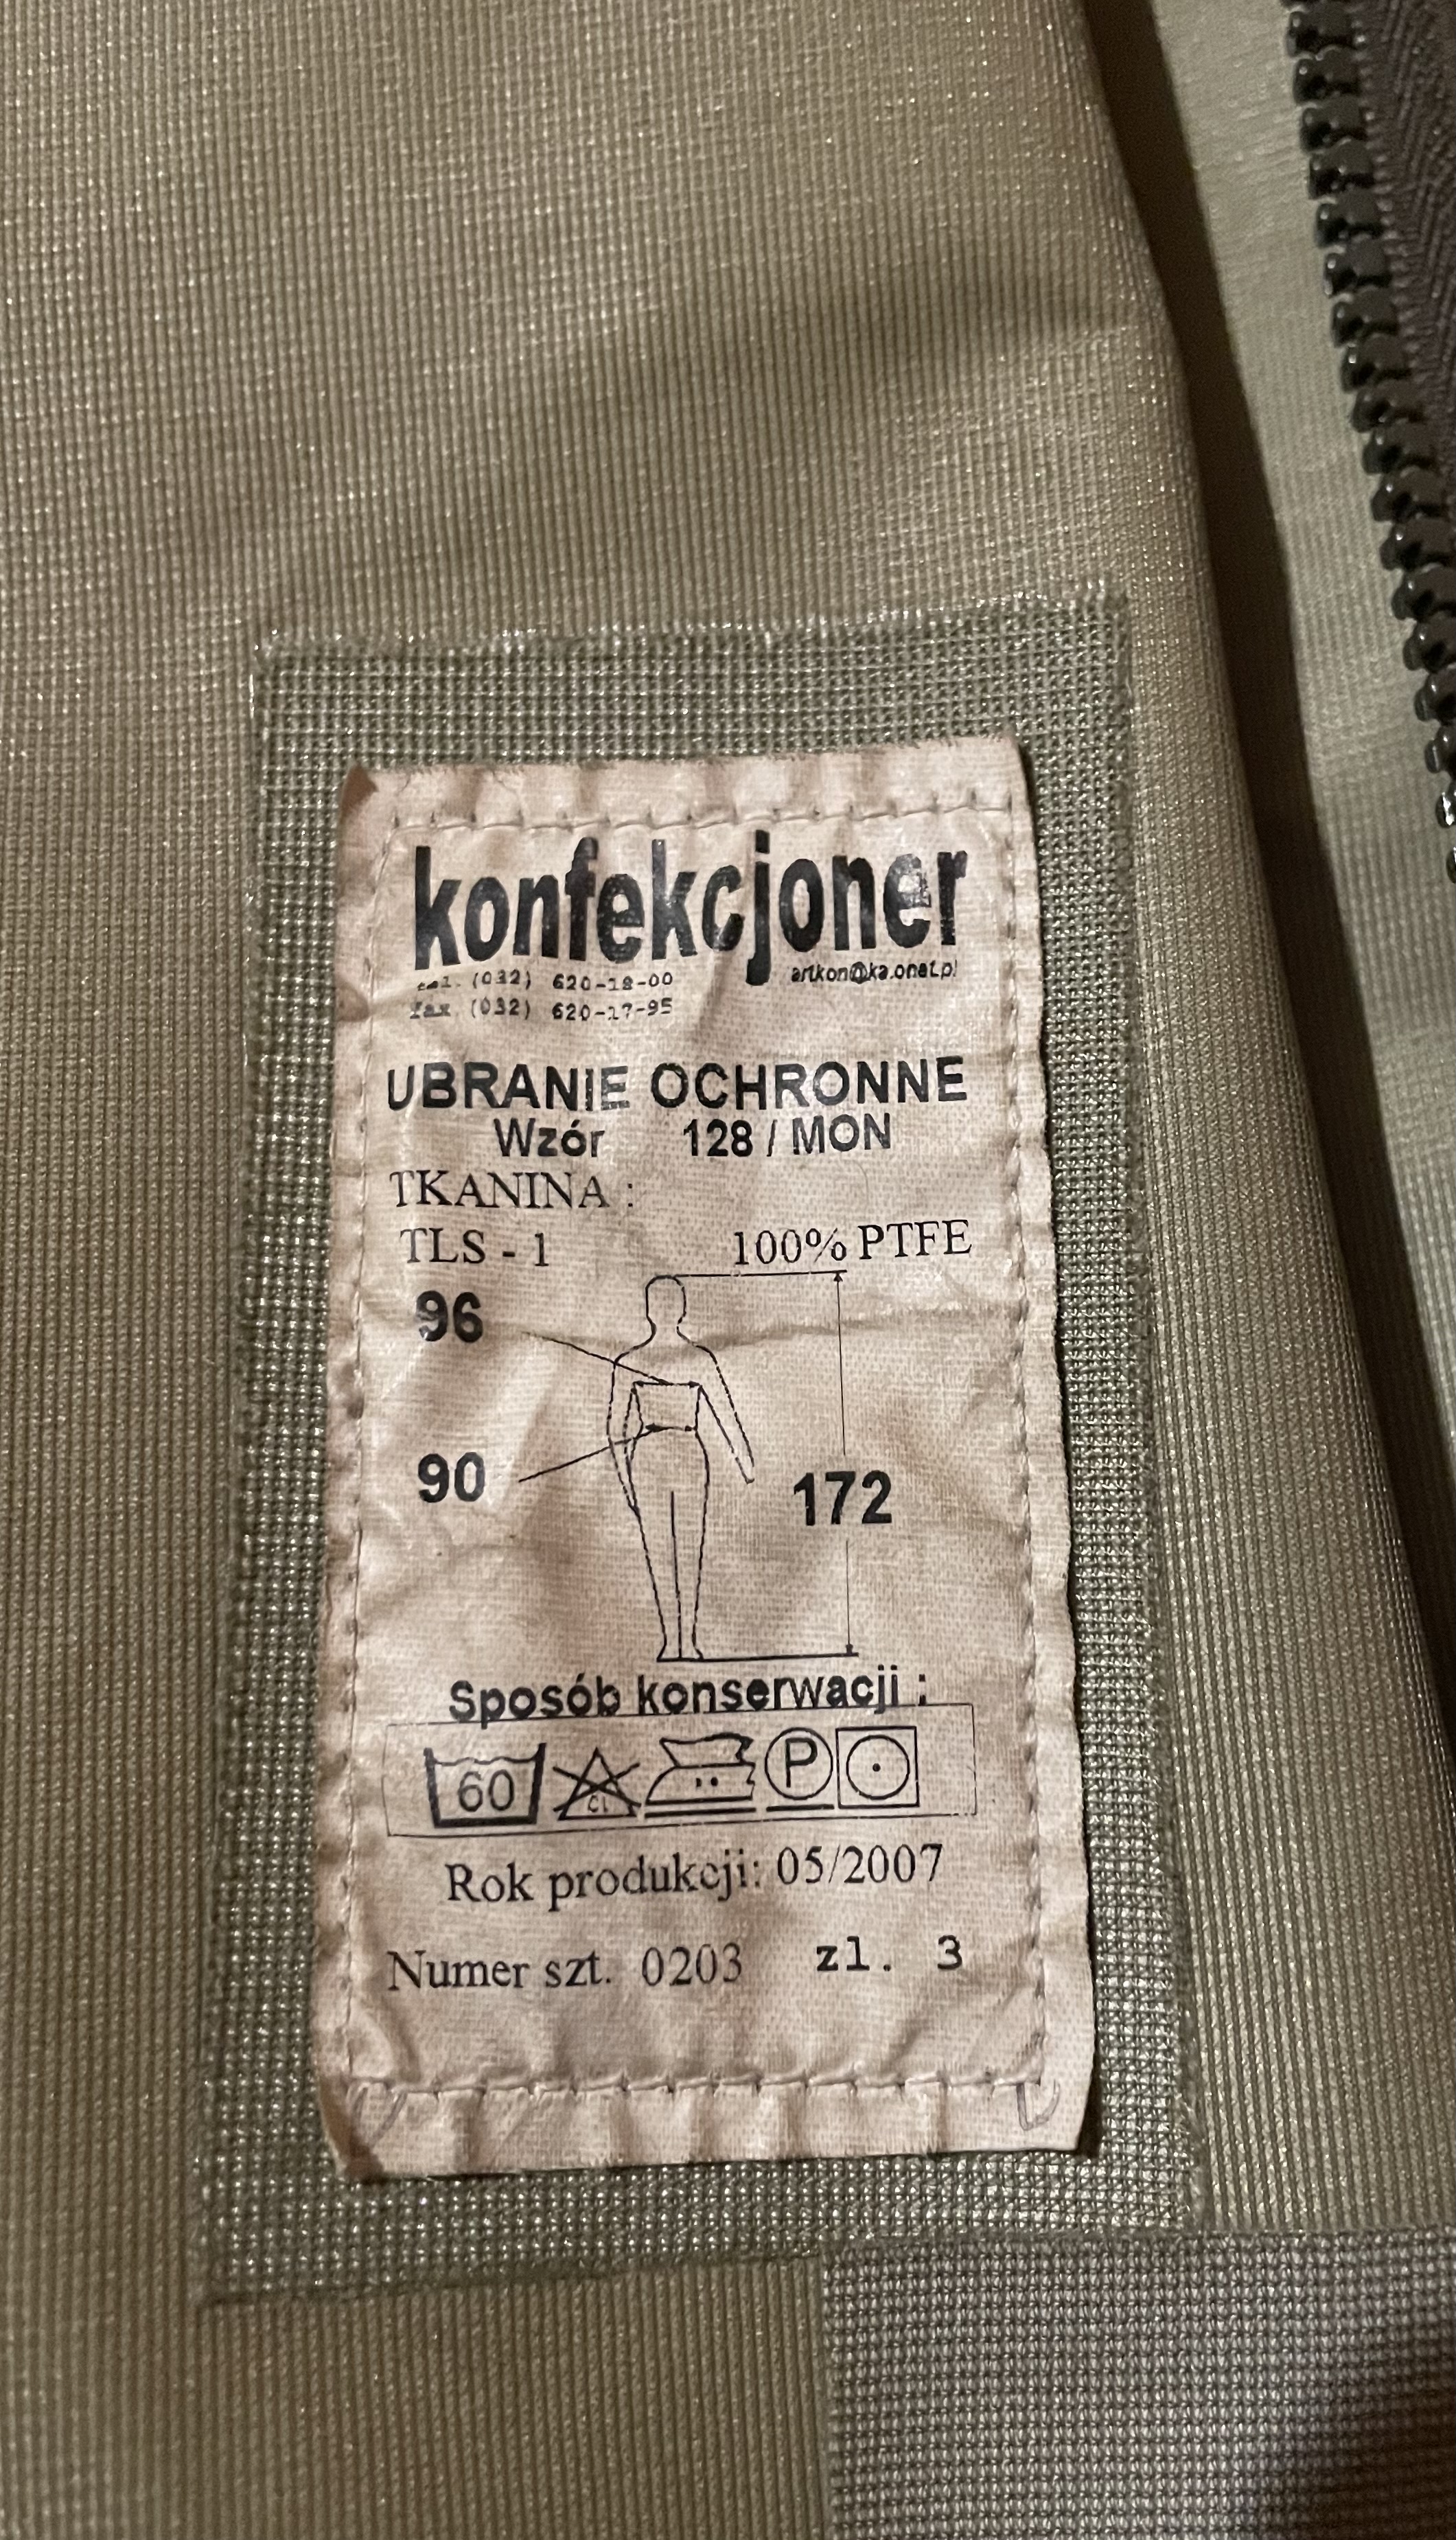 konfekcjoner
tel. (032) 620-18-00 artkon@ka.onet.pl
fax (032) 620-17-95
UBRANIE OCHRONNE
Wzór 128 / MON
TKANINA :
TLS - 1 100% PTFE
96
90
172
Sposób konserwacji :
60 CL P
Rok produkcji: 05/2007
Numer szt. 0203 zl. 3